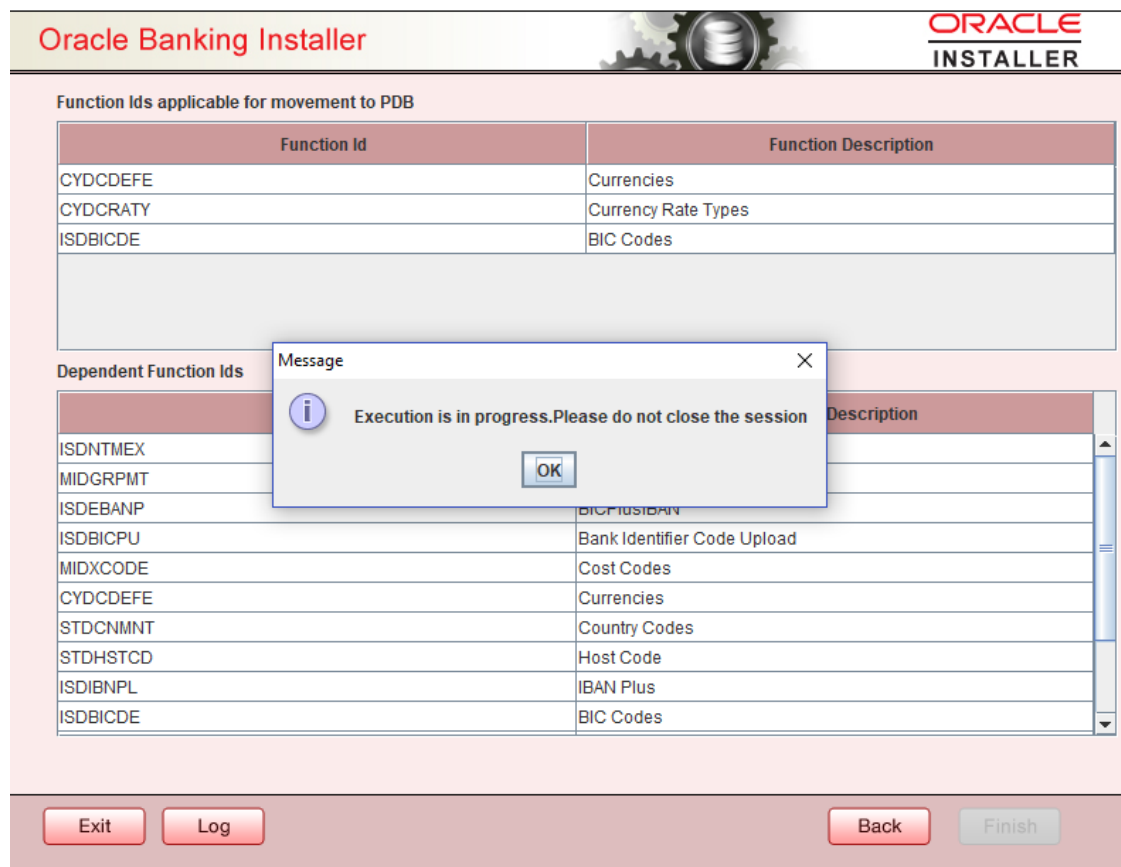 Oracle Banking Installer
ORACLE
INSTALLER
Function Ids applicable for movement to PDB
Function Id Function Description
CYDCDEFE Currencies
CYDCRATY Currency Rate Types
ISDBICDE BIC Codes
Message
Execution is in progress.Please do not close the session
OK
Dependent Function Ids
Description
ISDNTMEX
MIDGRPMT
ISDEBANP BICPlusIBAN
ISDBICPU Bank Identifier Code Upload
MIDXCODE Cost Codes
CYDCDEFE Currencies
STDCNMNT Country Codes
STDHSTCD Host Code
ISDIBNPL IBAN Plus
ISDBICDE BIC Codes
Exit Log Back Finish